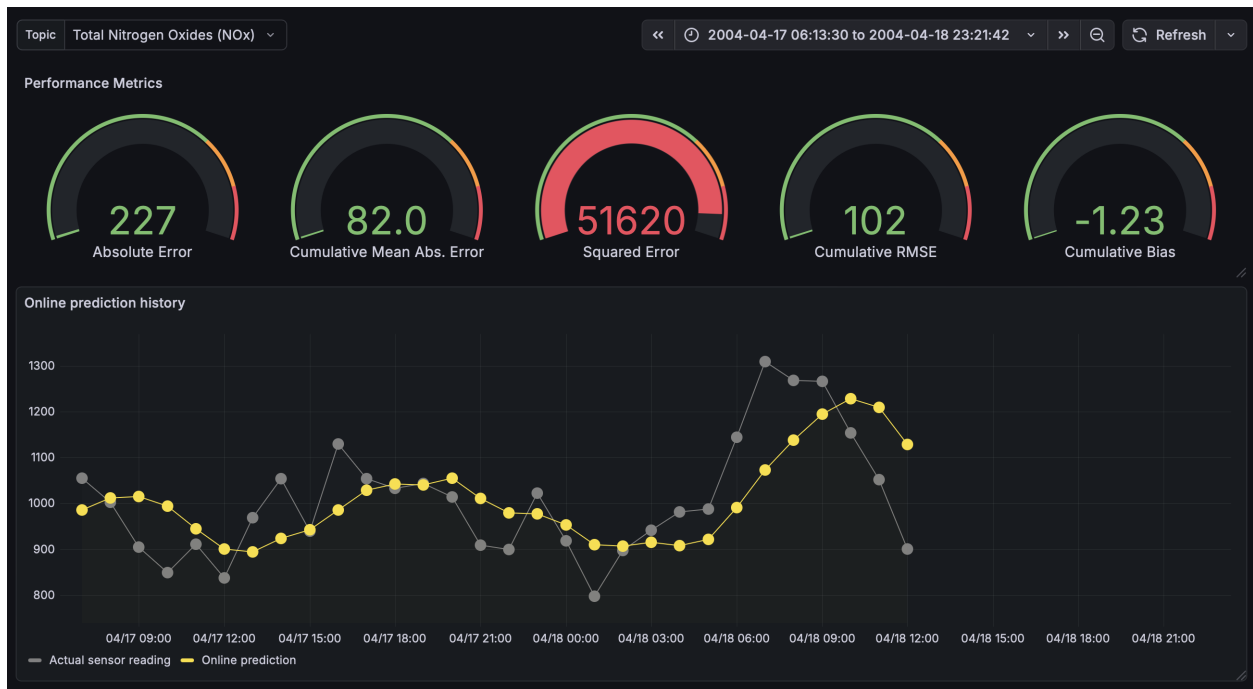 Topic Total Nitrogen Oxides (NOx) 2004-04-17 06:13:30 to 2004-04-18 23:21:42 Refresh
Performance Metrics
227 82.0 51620 102 -1.23
Absolute Error Cumulative Mean Abs. Error Squared Error Cumulative RMSE Cumulative Bias
Online prediction history
1300
1200
1100
1000
900
800
04/17 09:00 04/17 12:00 04/17 15:00 04/17 18:00 04/17 21:00 04/18 00:00 04/18 03:00 04/18 06:00 04/18 09:00 04/18 12:00 04/18 15:00 04/18 18:00 04/18 21:00
Actual sensor reading Online prediction